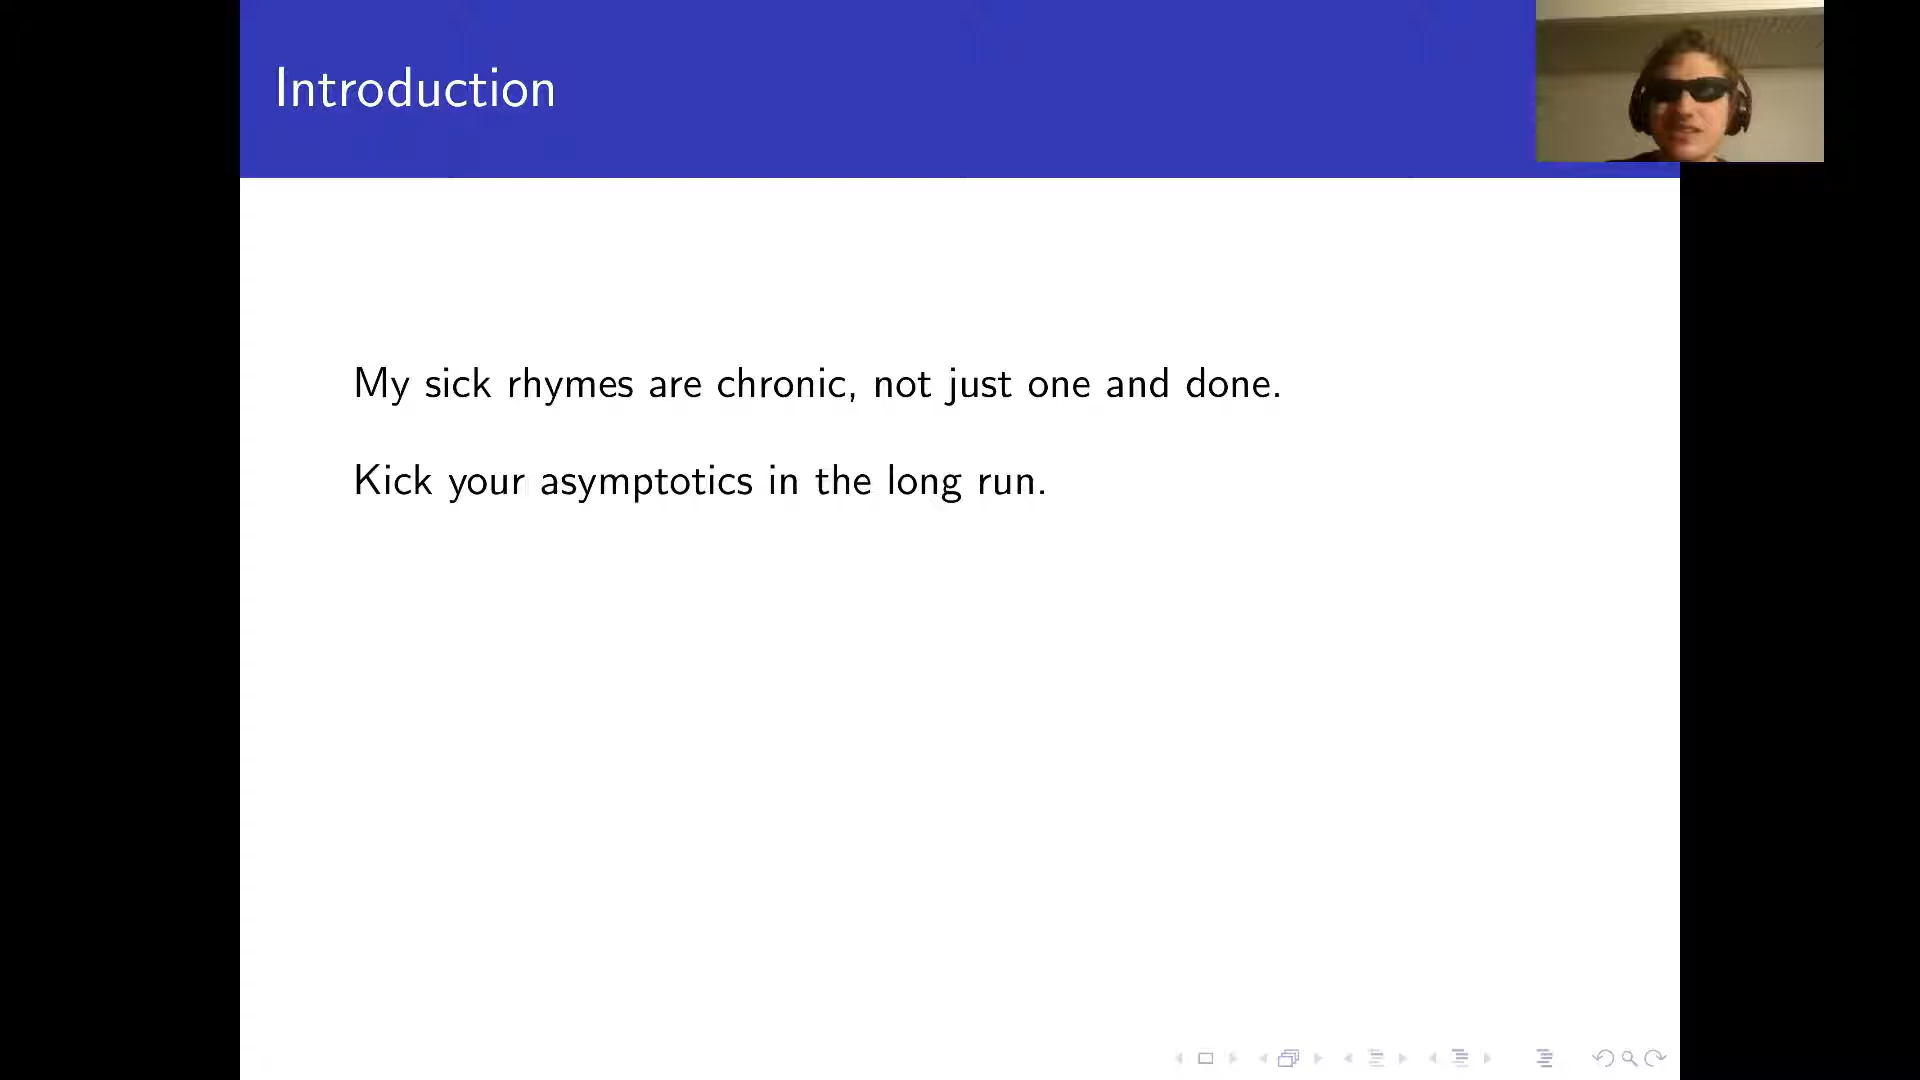 Introduction
My sick rhymes are chronic, not just one and done.
Kick your asymptotics in the long run.